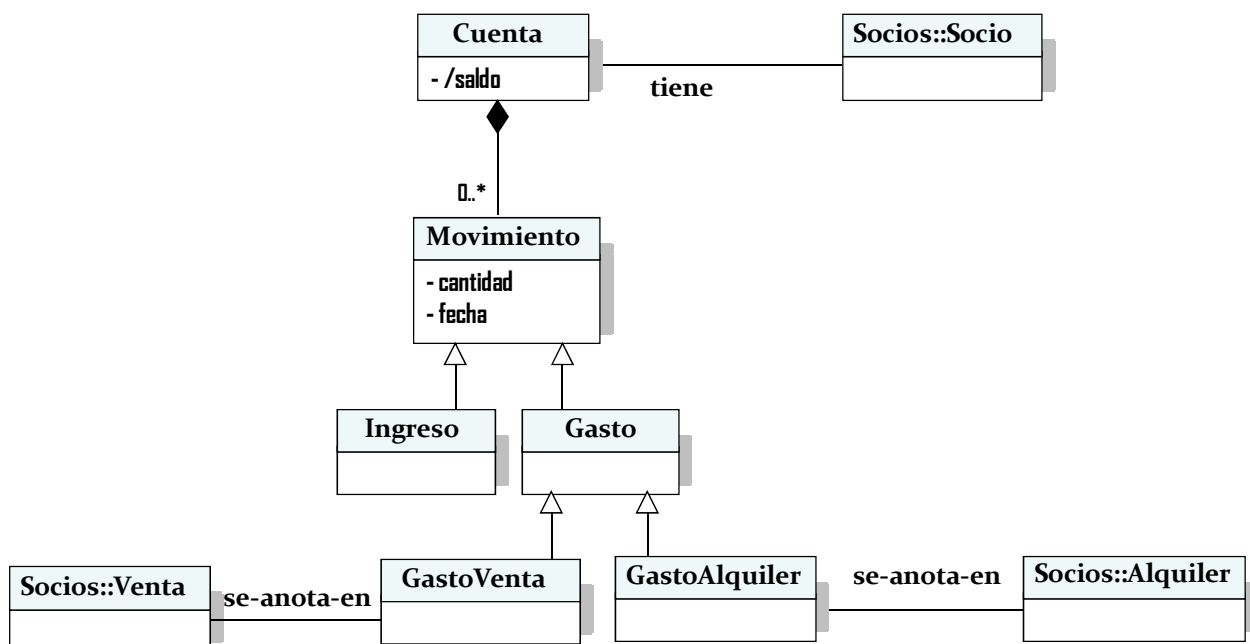 Cuenta
Socios::Socio
- /saldo
tiene
0..*
Movimiento
- cantidad
- fecha
Ingreso
Gasto
Socios::Venta
se-anota-en
GastoVenta
GastoAlquiler
se-anota-en
Socios::Alquiler